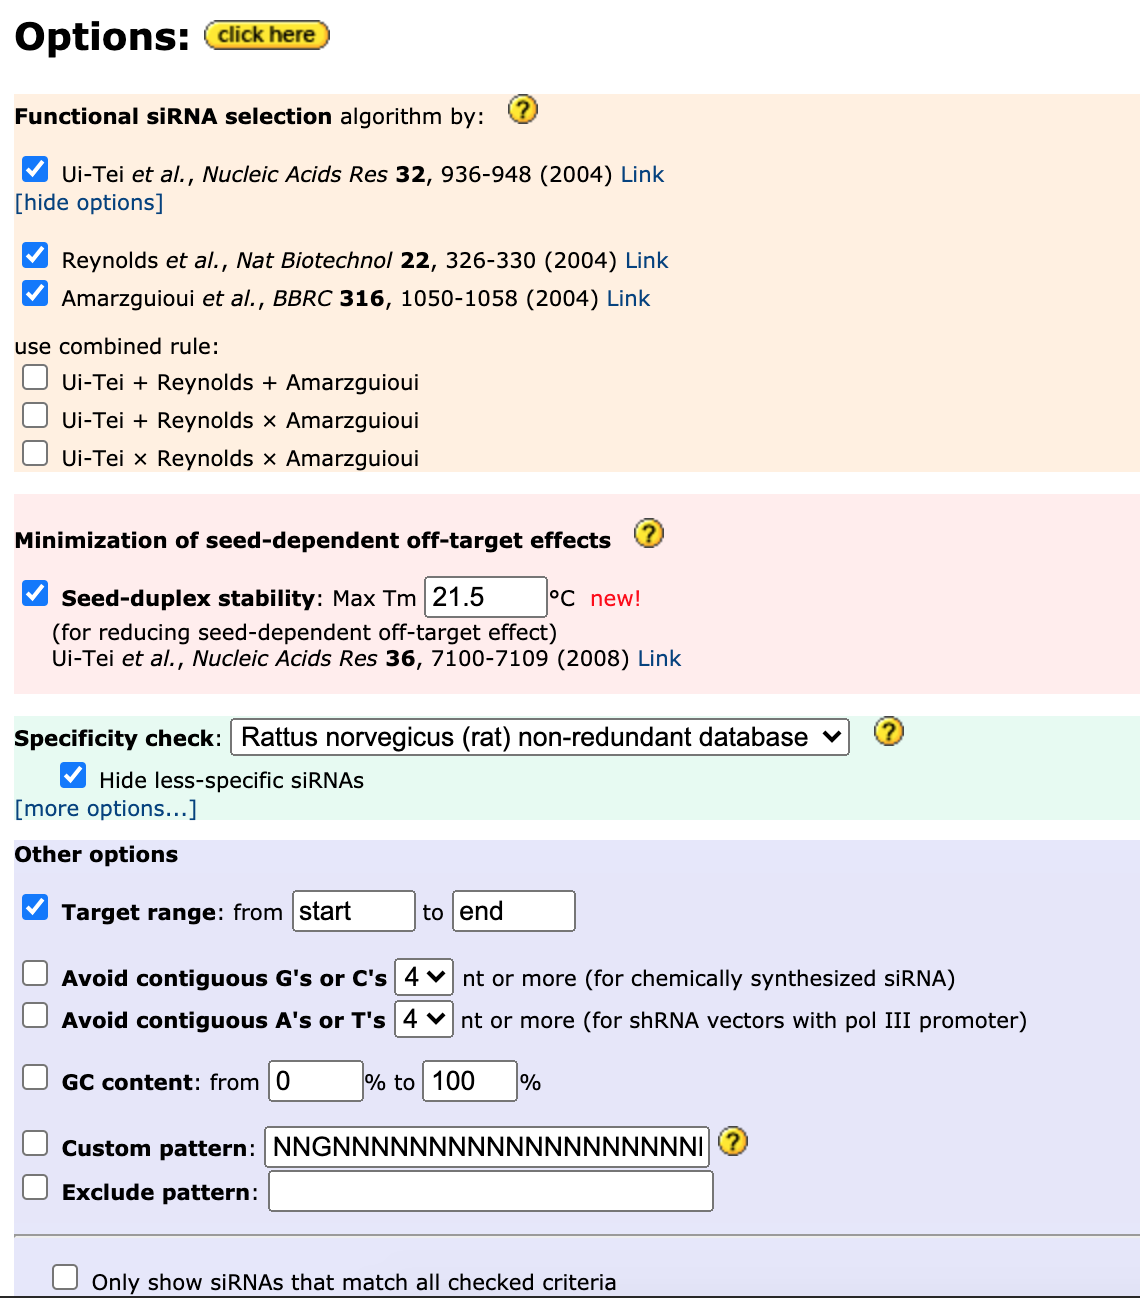 Options: click here
Functional siRNA selection algorithm by: ?
Ui-Tei et al., Nucleic Acids Res 32, 936-948 (2004) Link
[hide options]
Reynolds et al., Nat Biotechnol 22, 326-330 (2004) Link
Amarzguioui et al., BBRC 316, 1050-1058 (2004) Link
use combined rule:
Ui-Tei + Reynolds + Amarzguioui
Ui-Tei + Reynolds × Amarzguioui
Ui-Tei × Reynolds × Amarzguioui
Minimization of seed-dependent off-target effects ?
Seed-duplex stability: Max Tm 21.5 °C new!
(for reducing seed-dependent off-target effect)
Ui-Tei et al., Nucleic Acids Res 36, 7100-7109 (2008) Link
Specificity check: Rattus norvegicus (rat) non-redundant database ?
Hide less-specific siRNAs
[more options...]
Other options
Target range: from start to end
Avoid contiguous G's or C's 4 nt or more (for chemically synthesized siRNA)
Avoid contiguous A's or T's 4 nt or more (for shRNA vectors with pol III promoter)
GC content: from 0 % to 100 %
Custom pattern: NNGNNNNNNNNNNNNNNNNNNNN ?
Exclude pattern:
Only show siRNAs that match all checked criteria